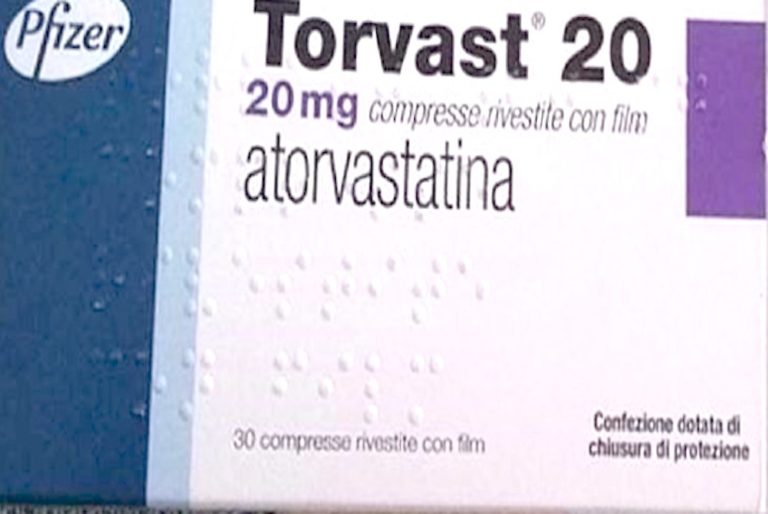 Pfizer
Torvast® 20
20 mg compresse rivestite con film
atorvastatina
30 compresse rivestite con film
Confezione dotata di
chiusura di protezione